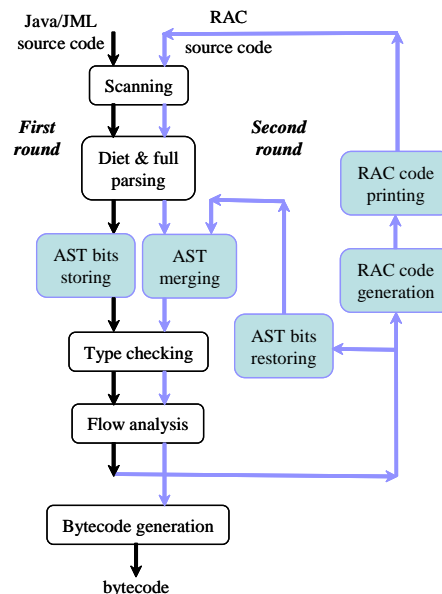 Java/JML
source code
RAC
source code
Scanning
First
round
Second
round
Diet & full
parsing
RAC code
printing
AST bits
storing
AST
merging
RAC code
generation
AST bits
restoring
Type checking
Flow analysis
Bytecode generation
bytecode